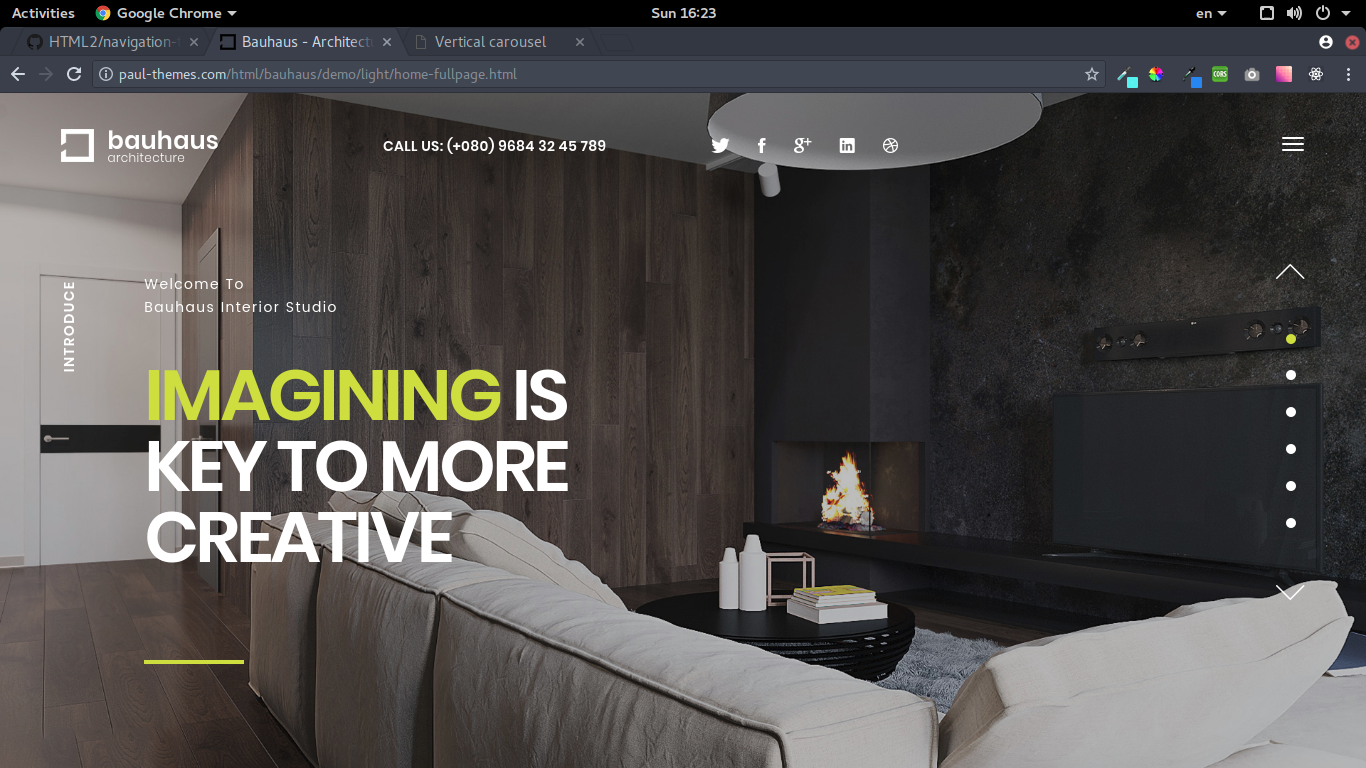 Activities
Google Chrome
Sun 16:23
en
HTML2/navigation-
Bauhaus - Architect
Vertical carousel
paul-themes.com/html/bauhaus/demo/light/home-fullpage.html
CORS
bauhaus
architecture
CALL US: (+080) 9684 32 45 789
INTRODUCE
Welcome To
Bauhaus Interior Studio
IMAGINING IS
KEY TO MORE
CREATIVE